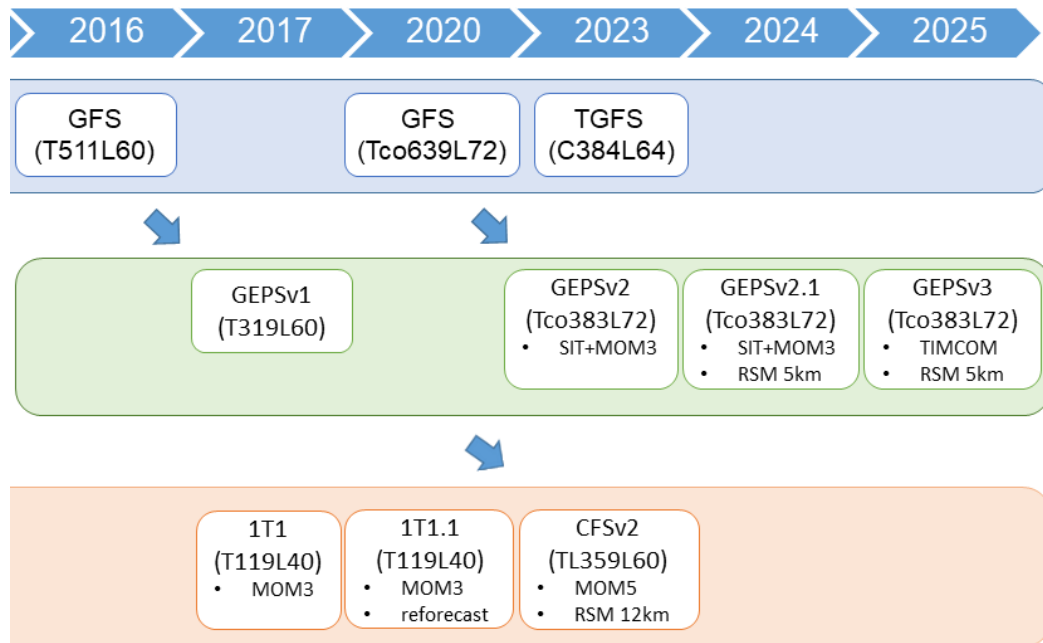 2016
2017
2020
2023
2024
2025
GFS
(T511L60)
GFS
(Tco639L72)
TGFS
(C384L64)
GEPSv1
(T319L60)
GEPSv2
(Tco383L72)
• SIT+MOM3
GEPSv2.1
(Tco383L72)
• SIT+MOM3
• RSM 5km
GEPSv3
(Tco383L72)
• TIMCOM
• RSM 5km
1T1
(T119L40)
• MOM3
1T1.1
(T119L40)
• MOM3
• reforecast
CFSv2
(TL359L60)
• MOM5
• RSM 12km